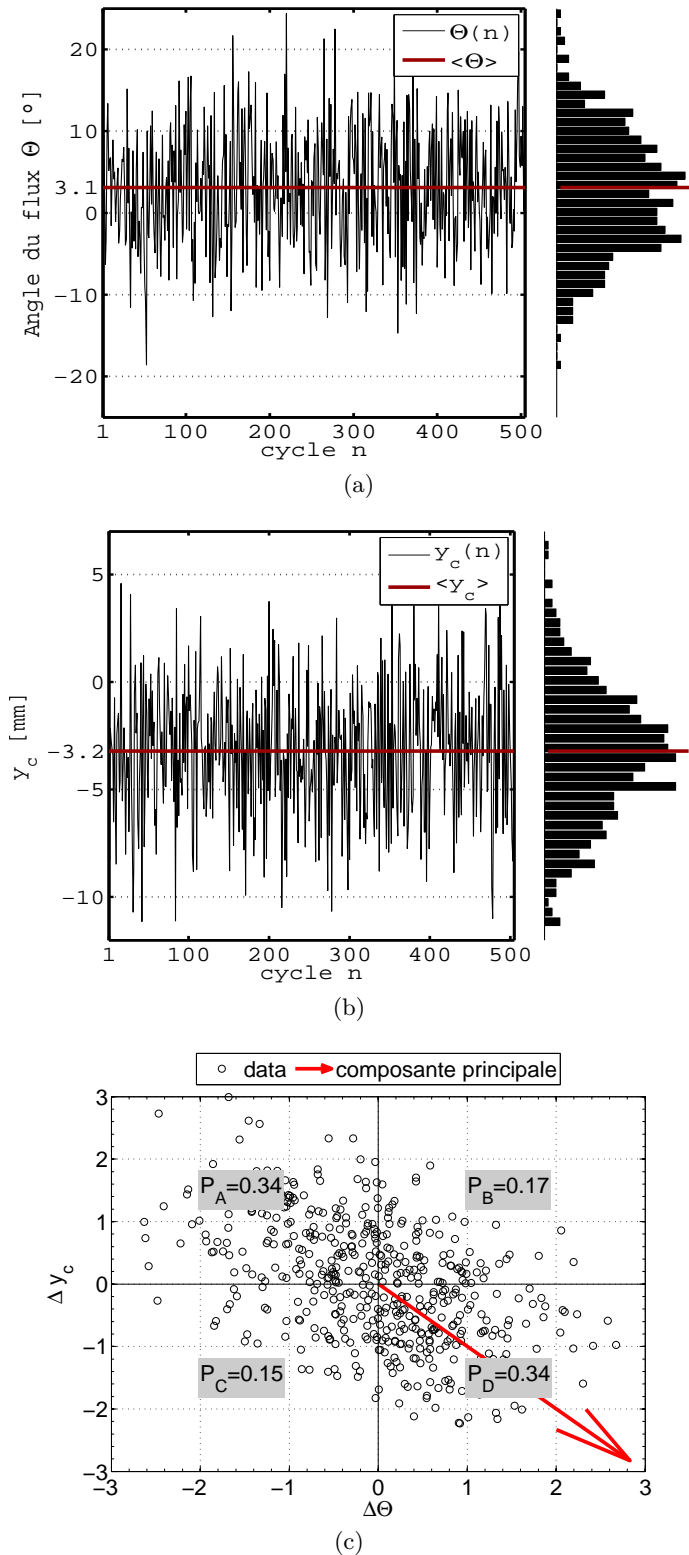 Θ(n)
<Θ>
Angle du flux Θ [º]
20
10
3.1
0
−10
−20
1 100 200 300 400 500
cycle n
(a)
y_c(n)
<y_c>
y_c [mm]
5
0
−3.2
−5
−10
1 100 200 300 400 500
cycle n
(b)
data composante principale
Δ y_c
3
2
1
0
−1
−2
−3
P_A=0.34
P_B=0.17
P_C=0.15
P_D=0.34
−3 −2 −1 0 1 2 3
ΔΘ
(c)